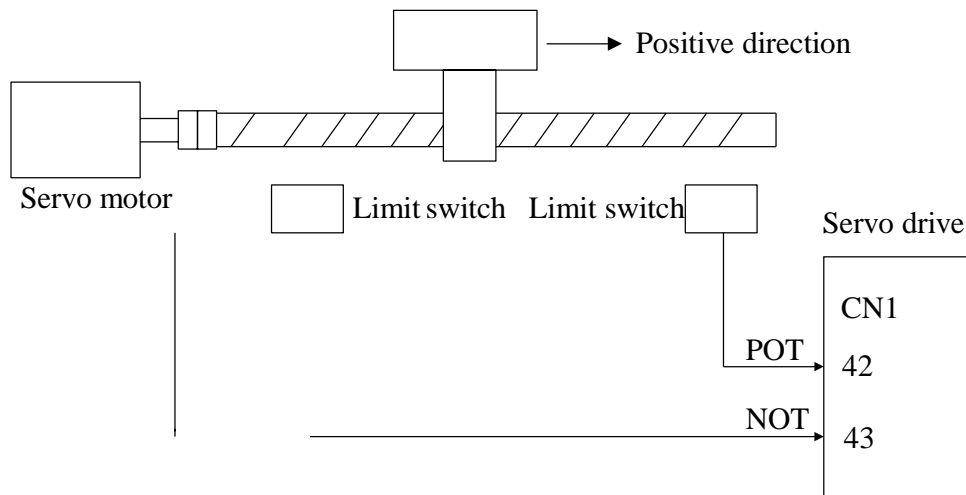 Positive direction
Servo motor
Limit switch
Limit switch
Servo drive
CN1
POT
42
NOT
43